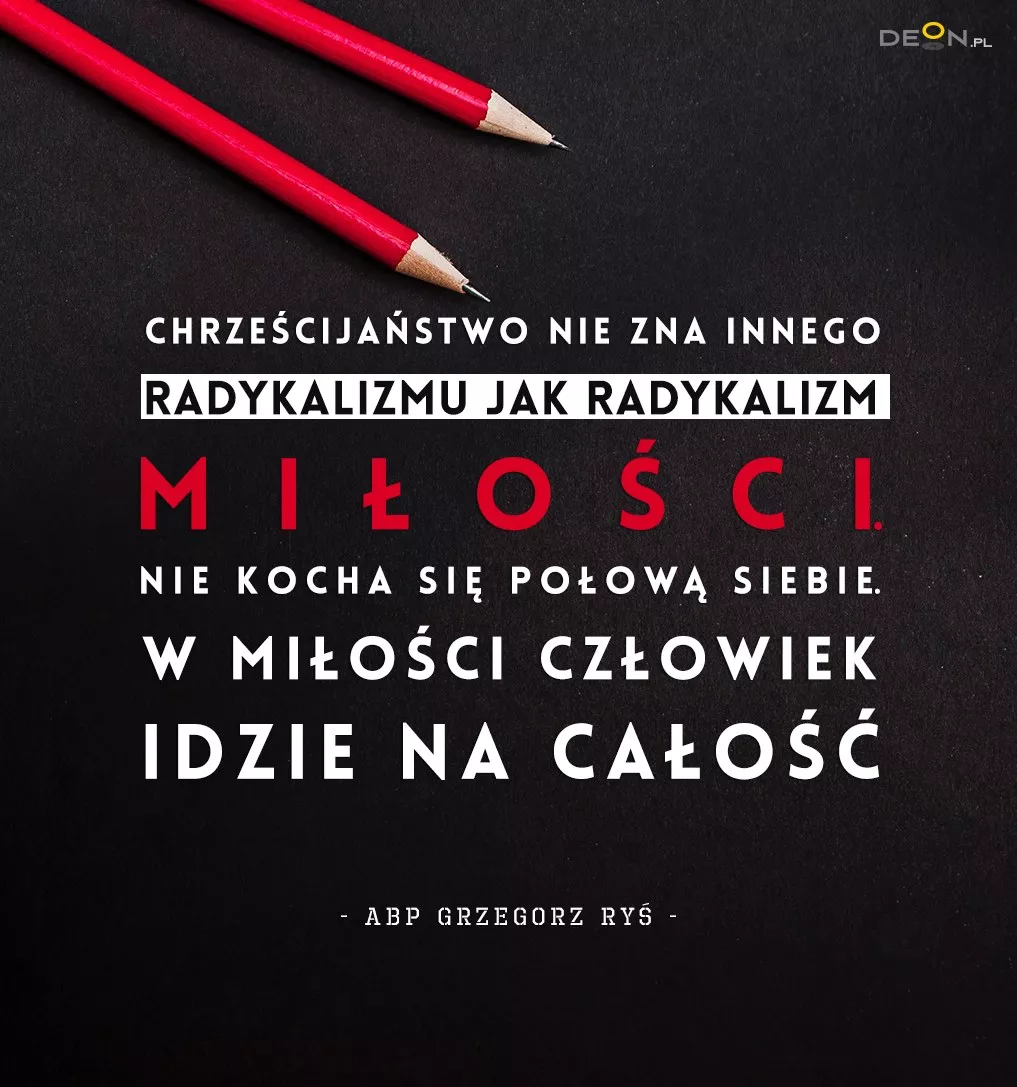 DEON.PL
CHRZEŚCIJAŃSTWO NIE ZNA INNEGO
RADYKALIZMU JAK RADYKALIZM
MIŁOŚCI.
NIE KOCHA SIĘ POŁOWĄ SIEBIE.
W MIŁOŚCI CZŁOWIEK
IDZIE NA CAŁOŚĆ
- ABP GRZEGORZ RYŚ -